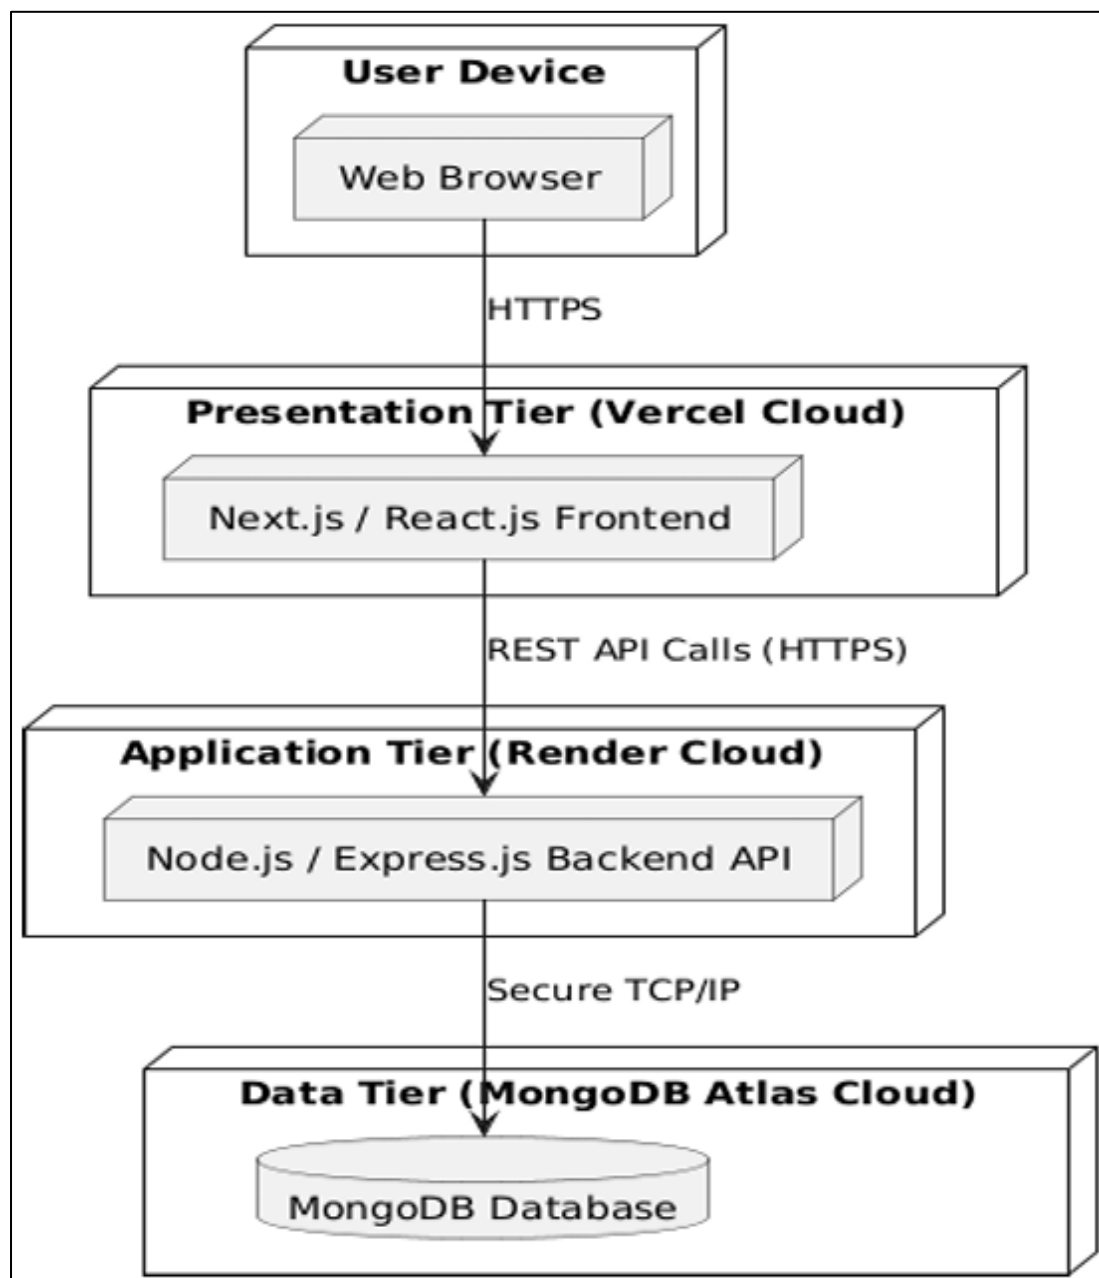 User Device
Web Browser
HTTPS
Presentation Tier (Vercel Cloud)
Next.js / React.js Frontend
REST API Calls (HTTPS)
Application Tier (Render Cloud)
Node.js / Express.js Backend API
Secure TCP/IP
Data Tier (MongoDB Atlas Cloud)
MongoDB Database